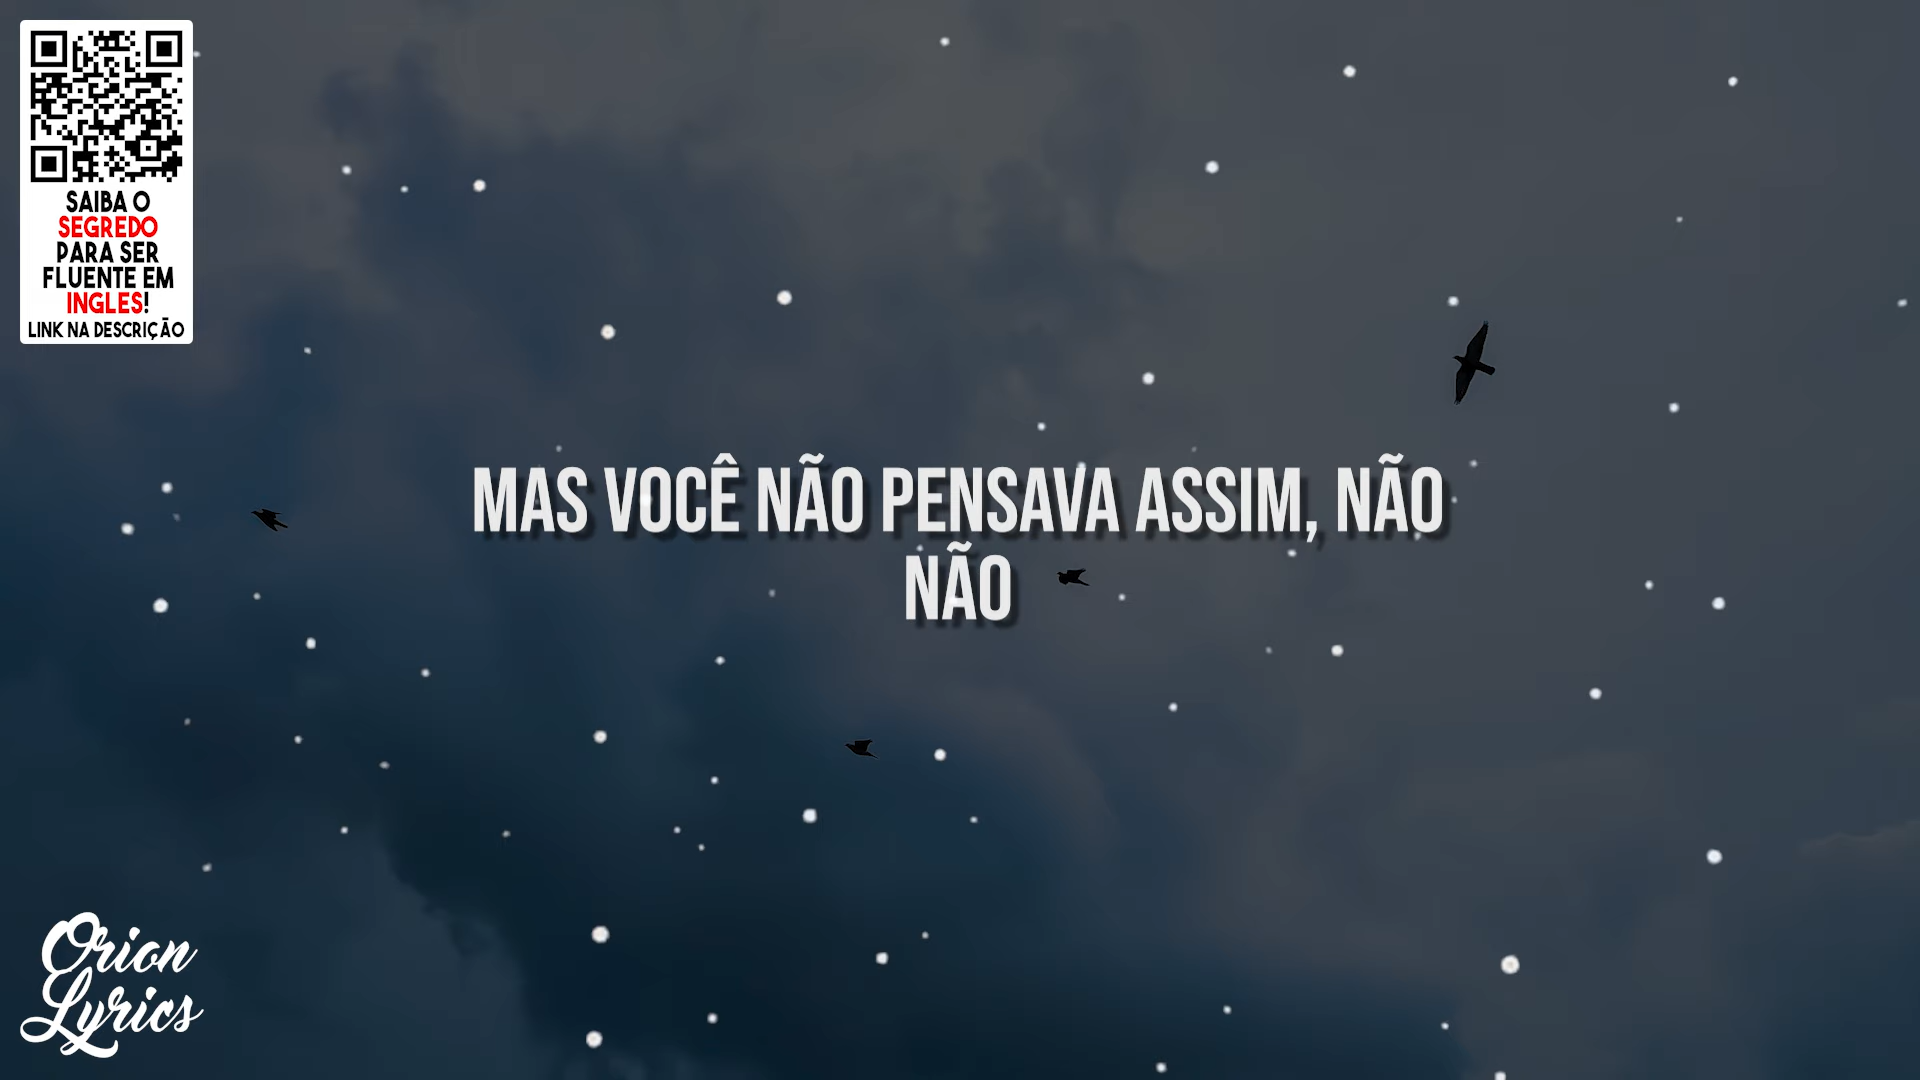 SAIBA O
SEGREDO
PARA SER
FLUENTE EM
INGLES!
LINK NA DESCRIÇÃO
MAS VOCÊ NÃO PENSAVA ASSIM, NÃO
NÃO
Orion
Lyrics